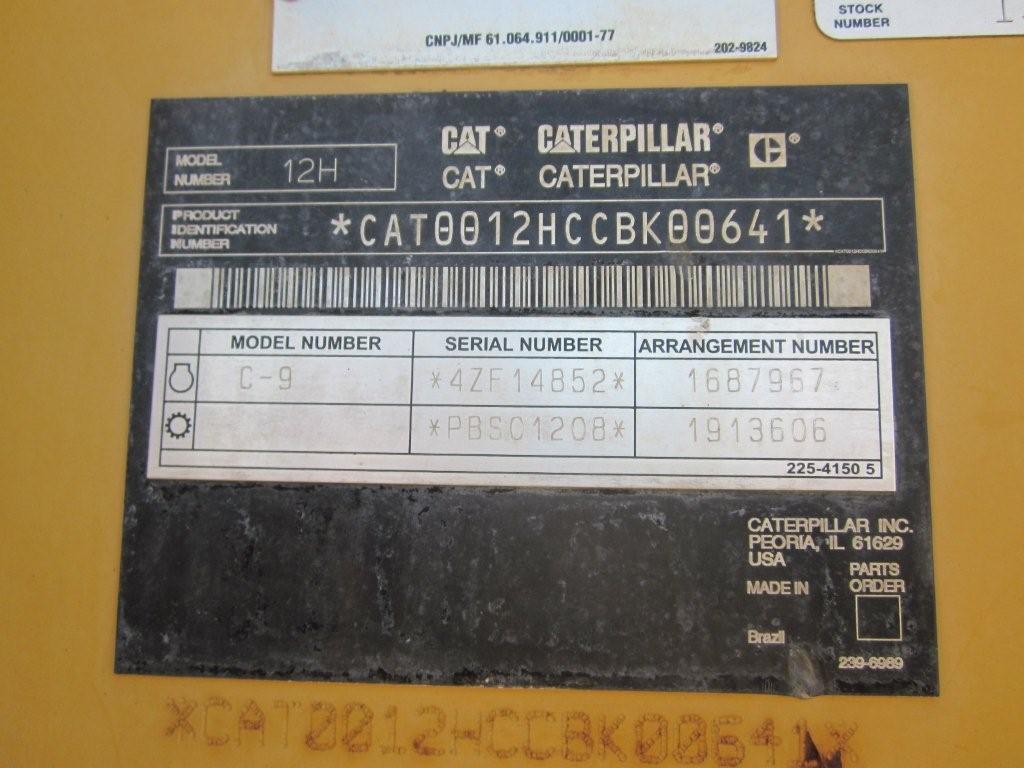 CNPJ/MF 61.064.911/0001-77
202-9824
STOCK
NUMBER
CAT® CATERPILLAR® ®
CAT® CATERPILLAR®
MODEL
NUMBER 12H
PRODUCT
IDENTIFICATION
NUMBER
*CAT0012HCCBK00641*
MODEL NUMBER SERIAL NUMBER ARRANGEMENT NUMBER
C-9 *4ZF14852* 1687967
*PBS01208* 1913606
225-4150 5
CATERPILLAR INC.
PEORIA, IL 61629
USA
MADE IN
Brazil
PARTS
ORDER
239-6989
*CAT0012HCCBK00641*